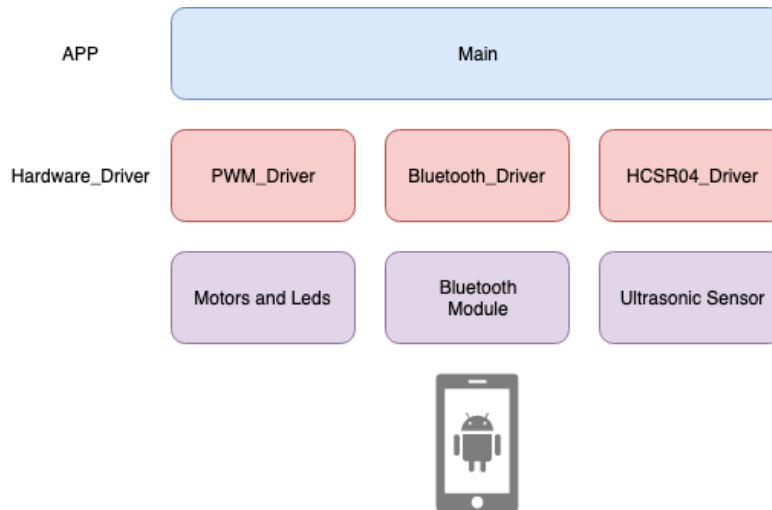 APP
Main
Hardware_Driver
PWM_Driver
Bluetooth_Driver
HCSR04_Driver
Motors and Leds
Bluetooth
Module
Ultrasonic Sensor